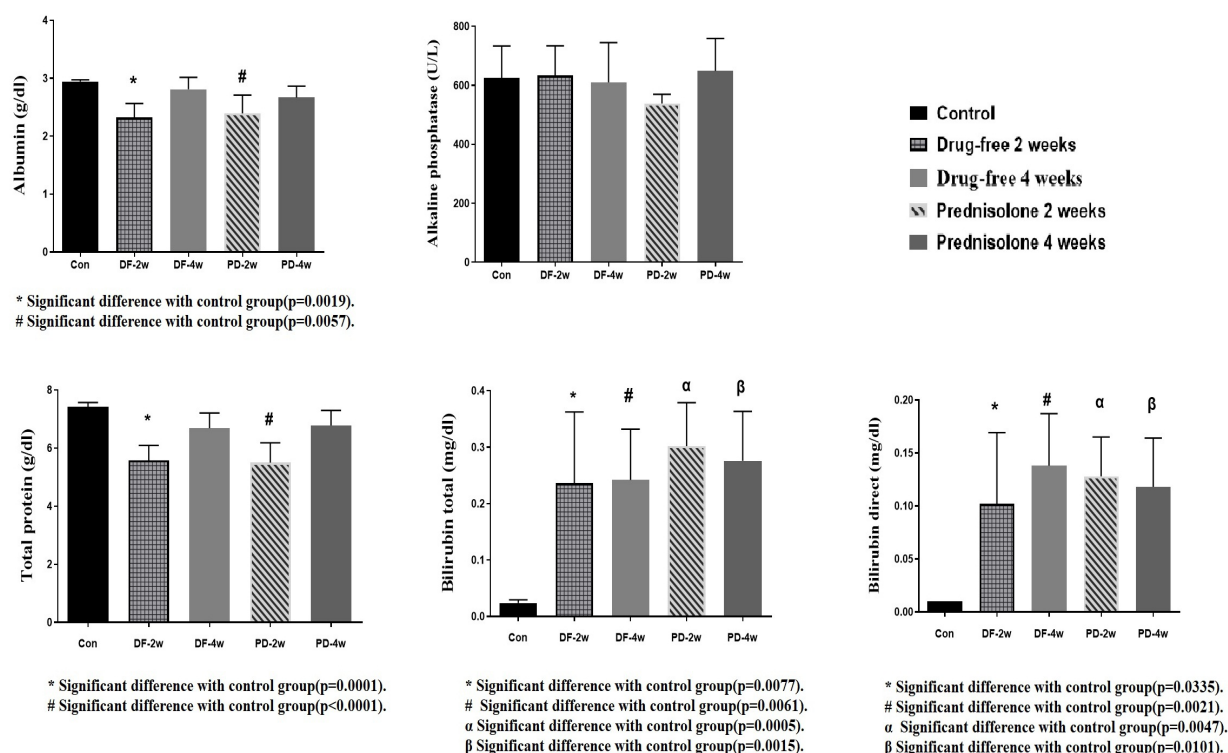 Albumin (g/dl)
4
3
2
1
0
*
#
Con DF-2w DF-4w PD-2w PD-4w
* Significant difference with control group(p=0.0019).
# Significant difference with control group(p=0.0057).
Alkaline phosphatase (U/L)
800
600
400
200
0
Con DF-2w DF-4w PD-2w PD-4w
Control
Drug-free 2 weeks
Drug-free 4 weeks
Prednisolone 2 weeks
Prednisolone 4 weeks
Total protein (g/dl)
8
6
4
2
0
*
#
Con DF-2w DF-4w PD-2w PD-4w
* Significant difference with control group(p=0.0001).
# Significant difference with control group(p<0.0001).
Bilirubin total (mg/dl)
0.4
0.3
0.2
0.1
0.0
* # α β
Con DF-2w DF-4w PD-2w PD-4w
* Significant difference with control group(p=0.0077).
# Significant difference with control group(p=0.0061).
α Significant difference with control group(p=0.0005).
β Significant difference with control group(p=0.0015).
Bilirubin direct (mg/dl)
0.20
0.15
0.10
0.05
0.00
* # α β
Con DF-2w DF-4w PD-2w PD-4w
* Significant difference with control group(p=0.0335).
# Significant difference with control group(p=0.0021).
α Significant difference with control group(p=0.0047).
β Significant difference with control group(p=0.0101).